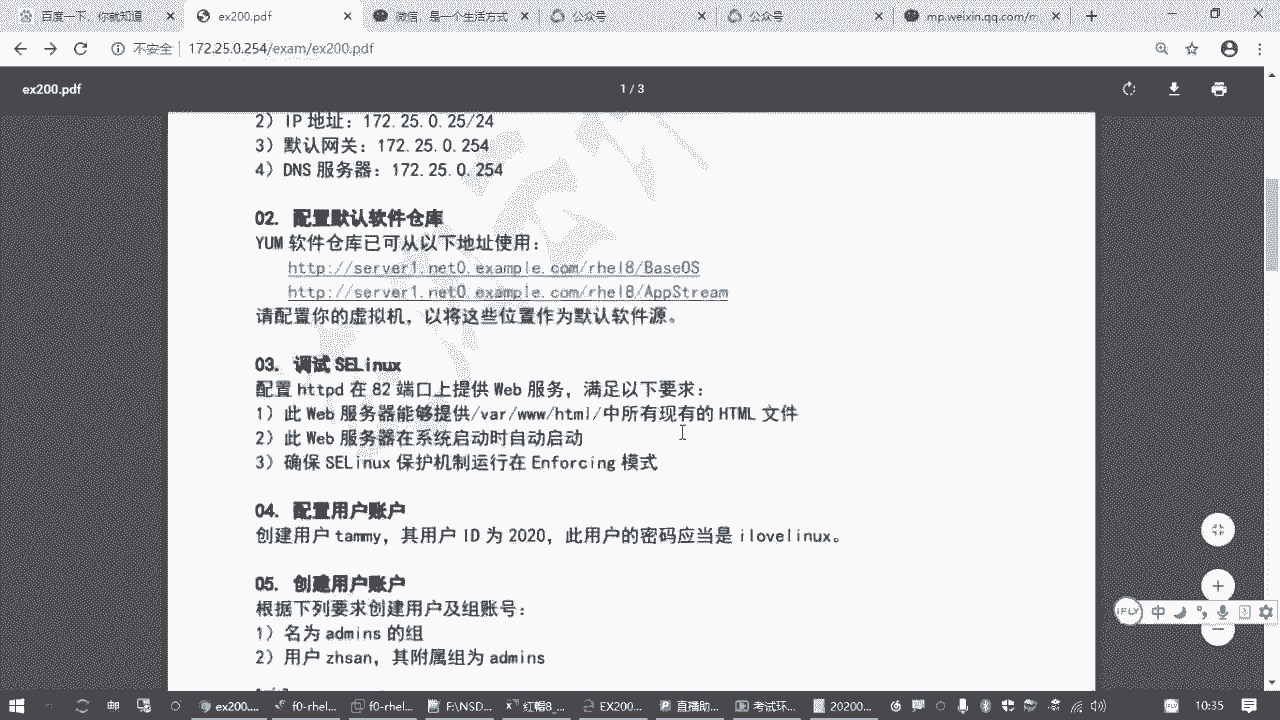 百度一下，你就知道
ex200.pdf
微信，是一个生活方式
公众号
公众号
mp.weixin.qq.com/m
不安全
172.25.0.254/exam/ex200.pdf
ex200.pdf
1 / 3
2）IP 地址：172.25.0.25/24
3）默认网关：172.25.0.254
4）DNS 服务器：172.25.0.254
02. 配置默认软件仓库
YUM 软件仓库已可从以下地址使用：
http://server1.net0.example.com/rhel8/BaseOS
http://server1.net0.example.com/rhel8/AppStream
请配置你的虚拟机，以将这些位置作为默认软件源。
03. 调试 SELinux
配置 httpd 在 82 端口上提供 Web 服务，满足以下要求：
1）此 Web 服务器能够提供/var/www/html/中所有现有的 HTML 文件
2）此 Web 服务器在系统启动时自动启动
3）确保 SELinux 保护机制运行在 Enforcing 模式
04. 配置用户账户
创建用户 tammy，其用户 ID 为 2020，此用户的密码应当是 ilovelinux。
05. 创建用户账户
根据下列要求创建用户及组账号：
1）名为 admins 的组
2）用户 zhsan，其附属组为 admins
iFLY
中
ex200....
f0-rhel...
f0-rhel...
F:\NSD...
红帽8_...
EX200...
直播助...
考试环...
20200...
10:35